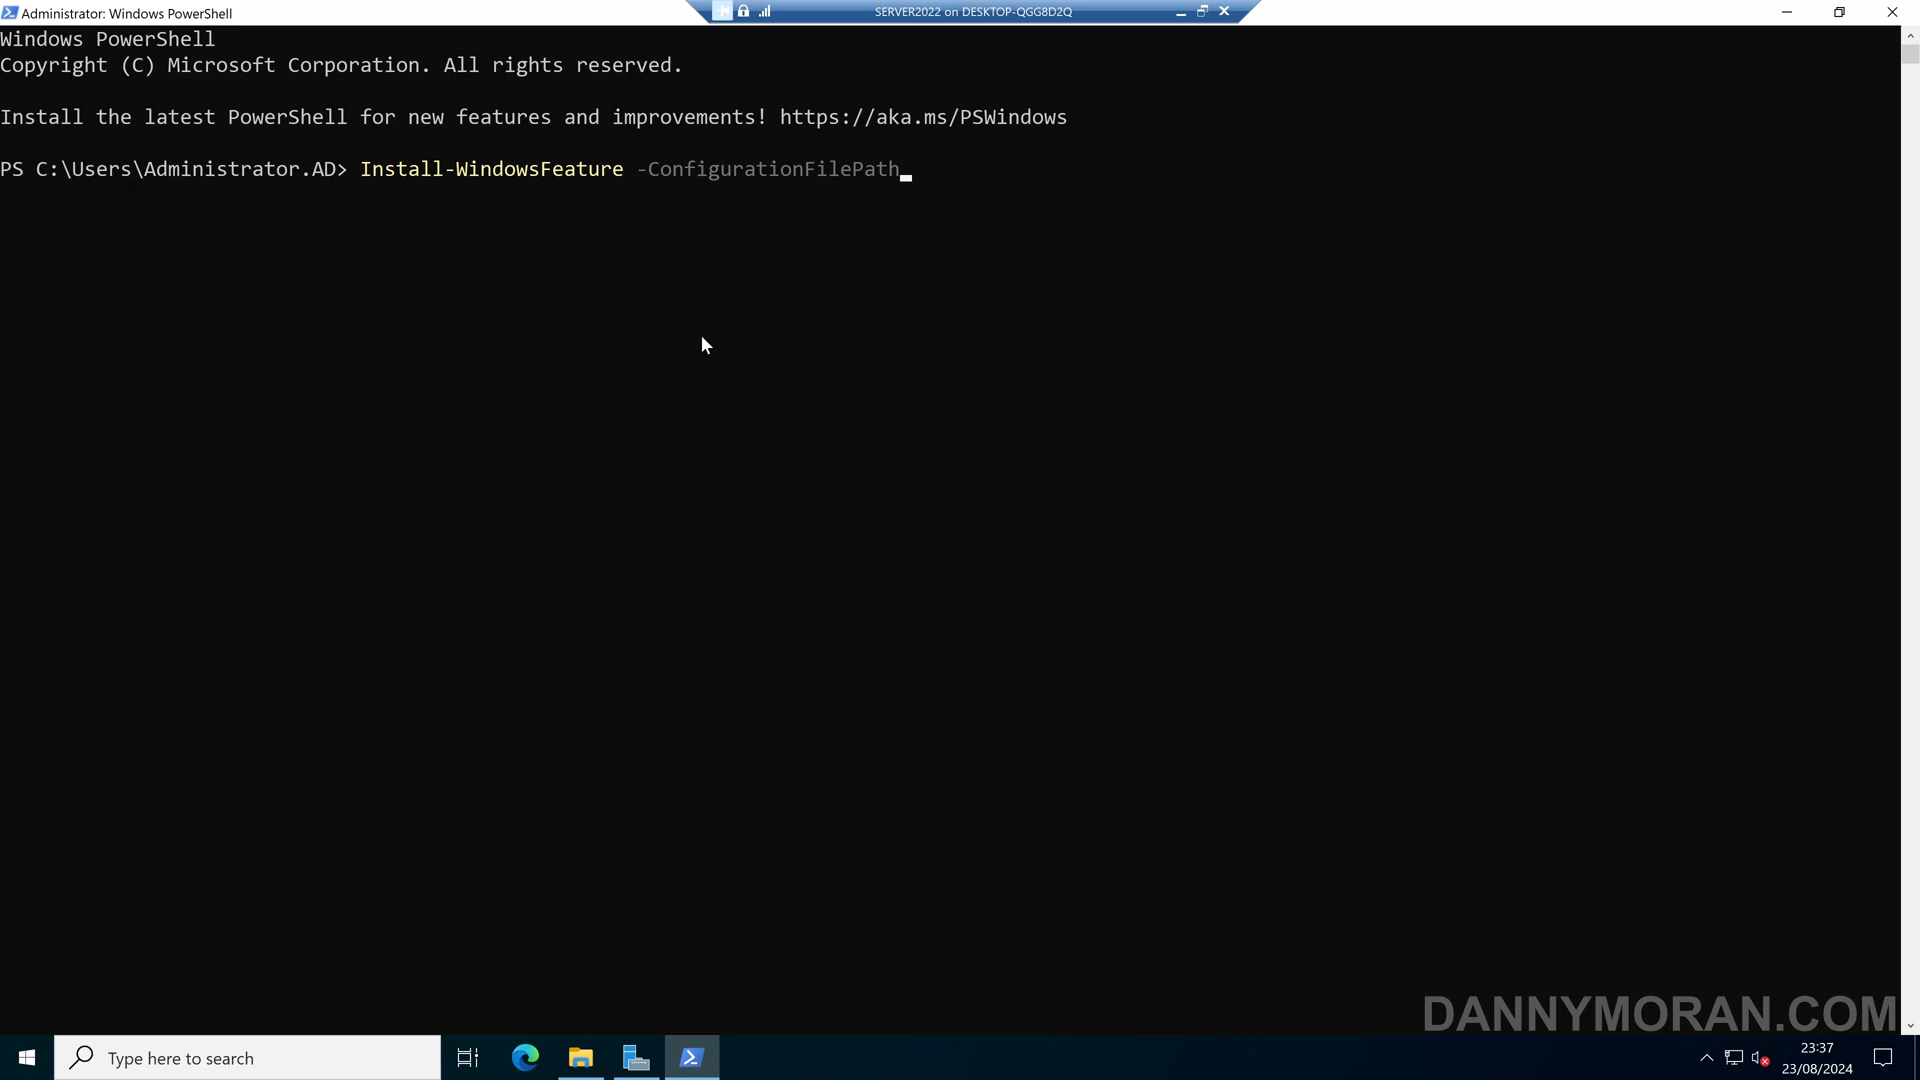 Administrator: Windows PowerShell
SERVER2022 on DESKTOP-QGG8D2Q
Windows PowerShell
Copyright (C) Microsoft Corporation. All rights reserved.
Install the latest PowerShell for new features and improvements! https://aka.ms/PSWindows
PS C:\Users\Administrator.AD> Install-WindowsFeature -ConfigurationFilePath
DANNYMORAN.COM
Type here to search
23:37
23/08/2024